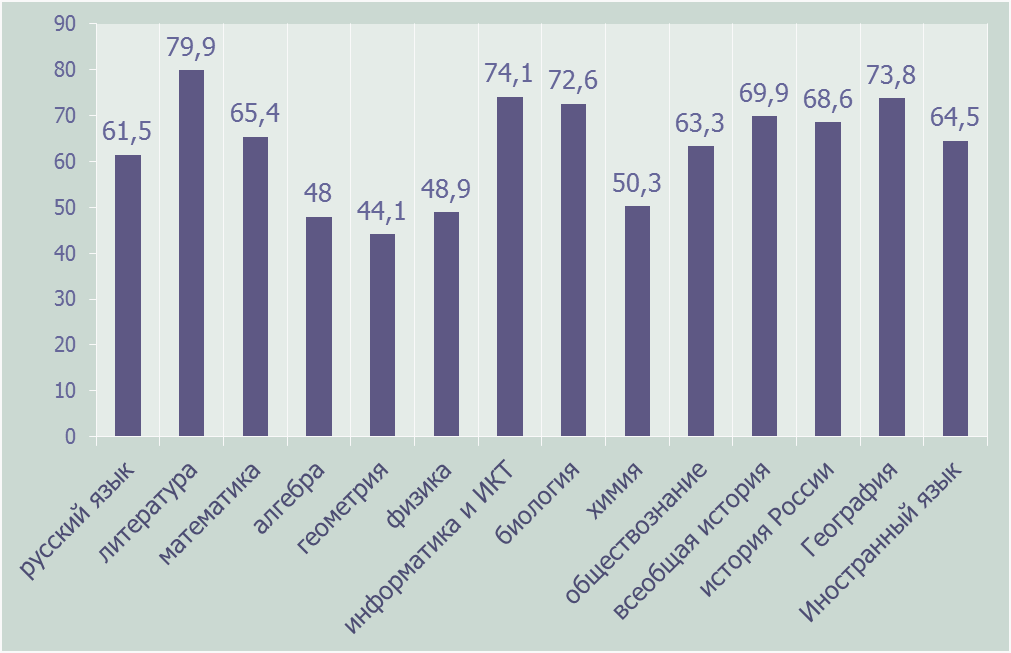 90
80
70
60
50
40
30
20
10
0
61,5
79,9
65,4
48
44,1
48,9
74,1
72,6
50,3
63,3
69,9
68,6
73,8
64,5
русский язык
литература
математика
алгебра
геометрия
физика
информатика и ИКТ
биология
химия
обществознание
всеобщая история
история России
География
Иностранный язык